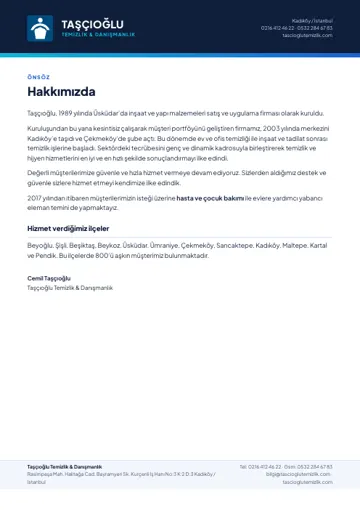 TAŞÇIOĞLU
TEMİZLİK & DANIŞMANLIK
Kadıköy / İstanbul
0216 412 46 22 · 0532 284 67 83
tasciogluternizlik.com
ÖNSÖZ
Hakkımızda
Taşçıoğlu, 1989 yılında Üsküdar'da inşaat ve yapı malzemeleri satış ve uygulama firması olarak kuruldu.
Kuruluşundan bu yana kesintisiz çalışarak müşteri portföyünü geliştiren firmamız, 2003 yılında merkezini
Kadıköy'e taşıdı ve Çekmeköy'de şube açtı. Bu dönemde ev ve ofis temizliği ile inşaat ve tadilat sonrası
temizlik işlerine başladı. Sektördeki tecrübesini genç ve dinamik kadrosuyla birleştirerek temizlik ve
hijyen hizmetlerini en iyi ve en hızlı şekilde sonuçlandırmayı ilke edindi.
Değerli müşterilerimize güvenle ve hızla hizmet vermeye devam ediyoruz. Sizlerden aldığımız destek ve
güvenle sizlere hizmet etmeyi kendimize ilke edindik.
2017 yılından itibaren müşterilerimizin isteği üzerine hasta ve çocuk bakımı ile evlere yardımcı yabancı
eleman temini de yapmaktayız.
Hizmet verdiğimiz ilçeler
Beyoğlu, Şişli, Beşiktaş, Beykoz, Üsküdar, Ümraniye, Çekmeköy, Sancaktepe, Kadıköy, Maltepe, Kartal
ve Pendik. Bu ilçelerde 800'ü aşkın müşterimiz bulunmaktadır.
Cemil Taşçıoğlu
Taşçıoğlu Temizlik & Danışmanlık
Taşçıoğlu Temizlik & Danışmanlık
Rasimpaşa Mah. Halitağa Cad. Bayramyeri Sk. Kurçanlı İş Hanı No: 3 K:2 D:3 Kadıköy /
İstanbul
Tel: 0216 412 46 22 · Gsm: 0532 284 67 83
bilgi@tasciogluternizlik.com ·
tasciogluternizlik.com